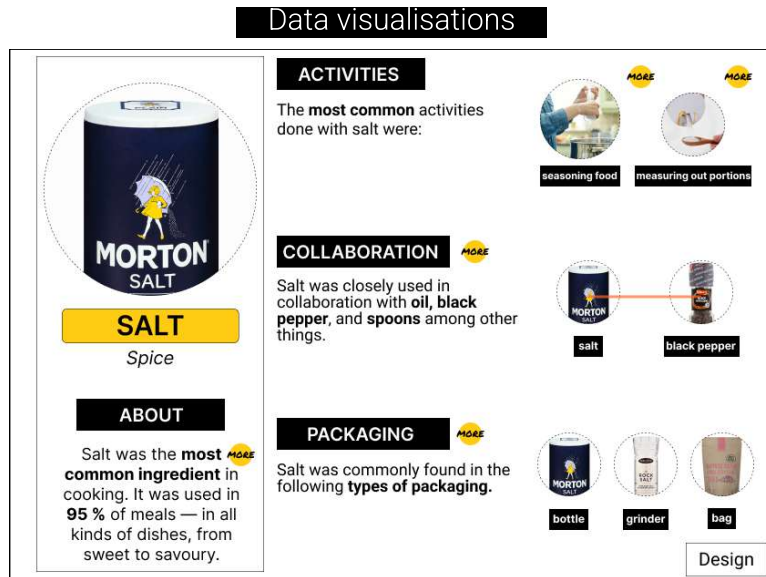 Data visualisations
MORTON
SALT
SALT
Spice
ABOUT
Salt was the most MORE
common ingredient in
cooking. It was used in
95 % of meals — in all
kinds of dishes, from
sweet to savoury.
ACTIVITIES
The most common activities
done with salt were:
MORE
MORE
seasoning food
measuring out portions
COLLABORATION MORE
Salt was closely used in
collaboration with oil, black
pepper, and spoons among other
things.
MORTON
SALT
salt
black pepper
PACKAGING MORE
Salt was commonly found in the
following types of packaging.
MORTON
SALT
ROCK
SALT
bottle
grinder
bag
Design